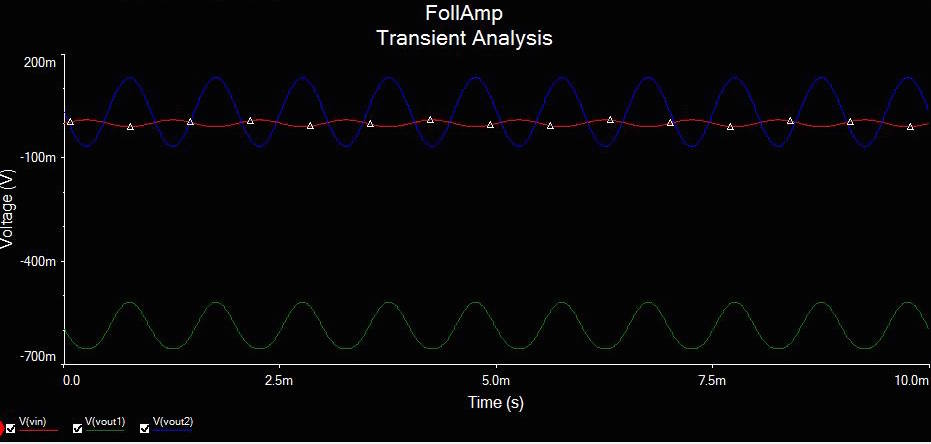 FollAmp
Transient Analysis
200m
-100m
-400m
-700m
Voltage (V)
0.0 2.5m 5.0m 7.5m 10.0m
Time (s)
V(vin) V(vout1) V(vout2)